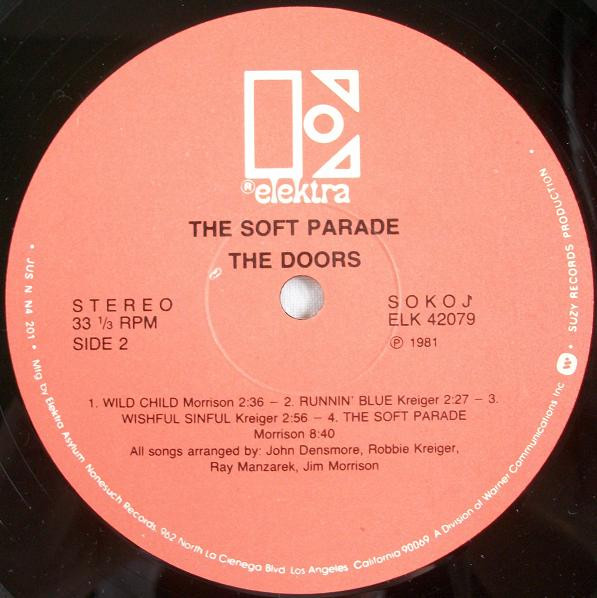 ® elektra
THE SOFT PARADE
THE DOORS
STEREO
33 ⅓ RPM
SIDE 2
SOKOJ
ELK 42079
℗ 1981
1. WILD CHILD Morrison 2:36 – 2. RUNNIN' BLUE Kreiger 2:27 – 3.
WISHFUL SINFUL Kreiger 2:56 – 4. THE SOFT PARADE
Morrison 8:40
All songs arranged by: John Densmore, Robbie Kreiger,
Ray Manzarek, Jim Morrison
• JUS N N4 201 • Mfg by Elektra Asylum Nonesuch Records, 962 North La Cienega Blvd Los Angeles California 90069 A Division of Warner Communications Inc W • SUZY RECORDS PRODUCTION •